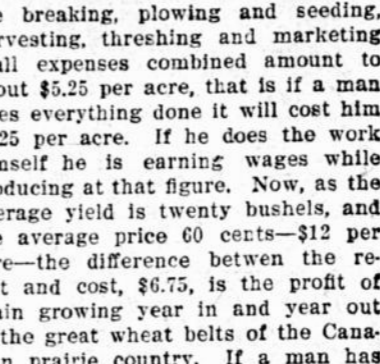 e breaking, plowing and seeding,
rvesting, threshing and marketing
all expenses combined amount to
out $5.25 per acre, that is if a man
es everything done it will cost him
25 per acre. If he does the work
mself he is earning wages while
oducing at that figure. Now, as the
erage yield is twenty bushels, and
e average price 60 cents—$12 per
re—the difference betwen the re-
t and cost, $6.75, is the profit of
in growing year in and year out
the great wheat belts of the Cana-
n prairie country. If a man has